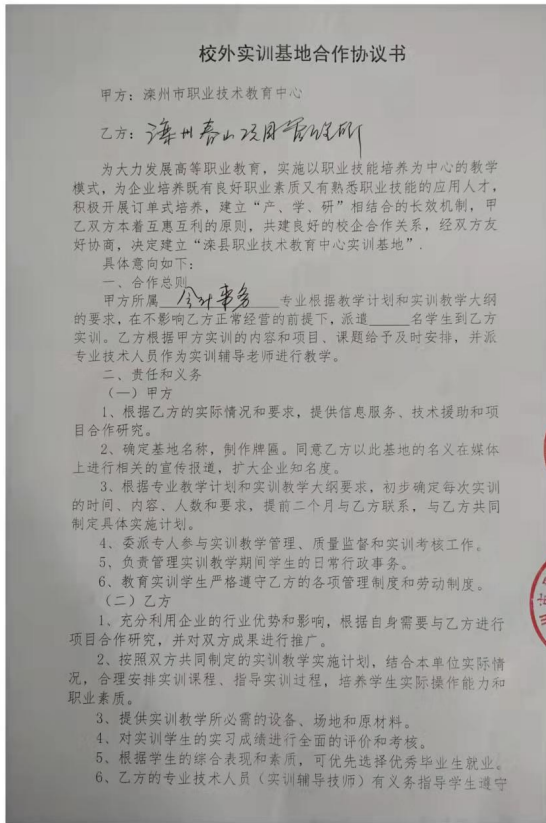 校外实训基地合作协议书
甲方：滦州市职业技术教育中心
乙方：滦州春山项目管理
为大力发展高等职业教育，实施以职业技能培养为中心的教学
模式，为企业培养既有良好职业素质又有熟悉职业技能的应用人才，
积极开展订单式培养，建立“产、学、研”相结合的长效机制，甲
乙双方本着互惠互利的原则，共建良好的校企合作关系，经双方友
好协商，决定建立“滦县职业技术教育中心实训基地”.
具体意向如下：
一、合作总则
甲方所属 会计事务 专业根据教学计划和实训教学大纲
的要求，在不影响乙方正常经营的前提下，派遣______名学生到乙方
实训。乙方根据甲方实训的内容和项目、课题给予及时安排，并派
专业技术人员作为实训辅导老师进行教学。
二、责任和义务
（一）甲方
1、根据乙方的实际情况和要求，提供信息服务、技术援助和项
目合作研究。
2、确定基地名称，制作牌匾。同意乙方以此基地的名义在媒体
上进行相关的宣传报道，扩大企业知名度。
3、根据专业教学计划和实训教学大纲要求，初步确定每次实训
的时间、内容、人数和要求，提前二个月与乙方联系，与乙方共同
制定具体实施计划。
4、委派专人参与实训教学管理、质量监督和实训考核工作。
5、负责管理实训教学期间学生的日常行政事务。
6、教育实训学生严格遵守乙方的各项管理制度和劳动制度。
（二）乙方
1、充分利用企业的行业优势和影响，根据自身需要与乙方进行
项目合作研究，并对双方成果进行推广。
2、按照双方共同制定的实训教学实施计划，结合本单位实际情
况，合理安排实训课程、指导实训过程，培养学生实际操作能力和
职业素质。
3、提供实训教学所必需的设备、场地和原材料。
4、对实训学生的实习成绩进行全面的评价和考核。
5、根据学生的综合表现和素质，可优先选择优秀毕业生就业。
6、乙方的专业技术人员（实训辅导技师）有义务指导学生遵守